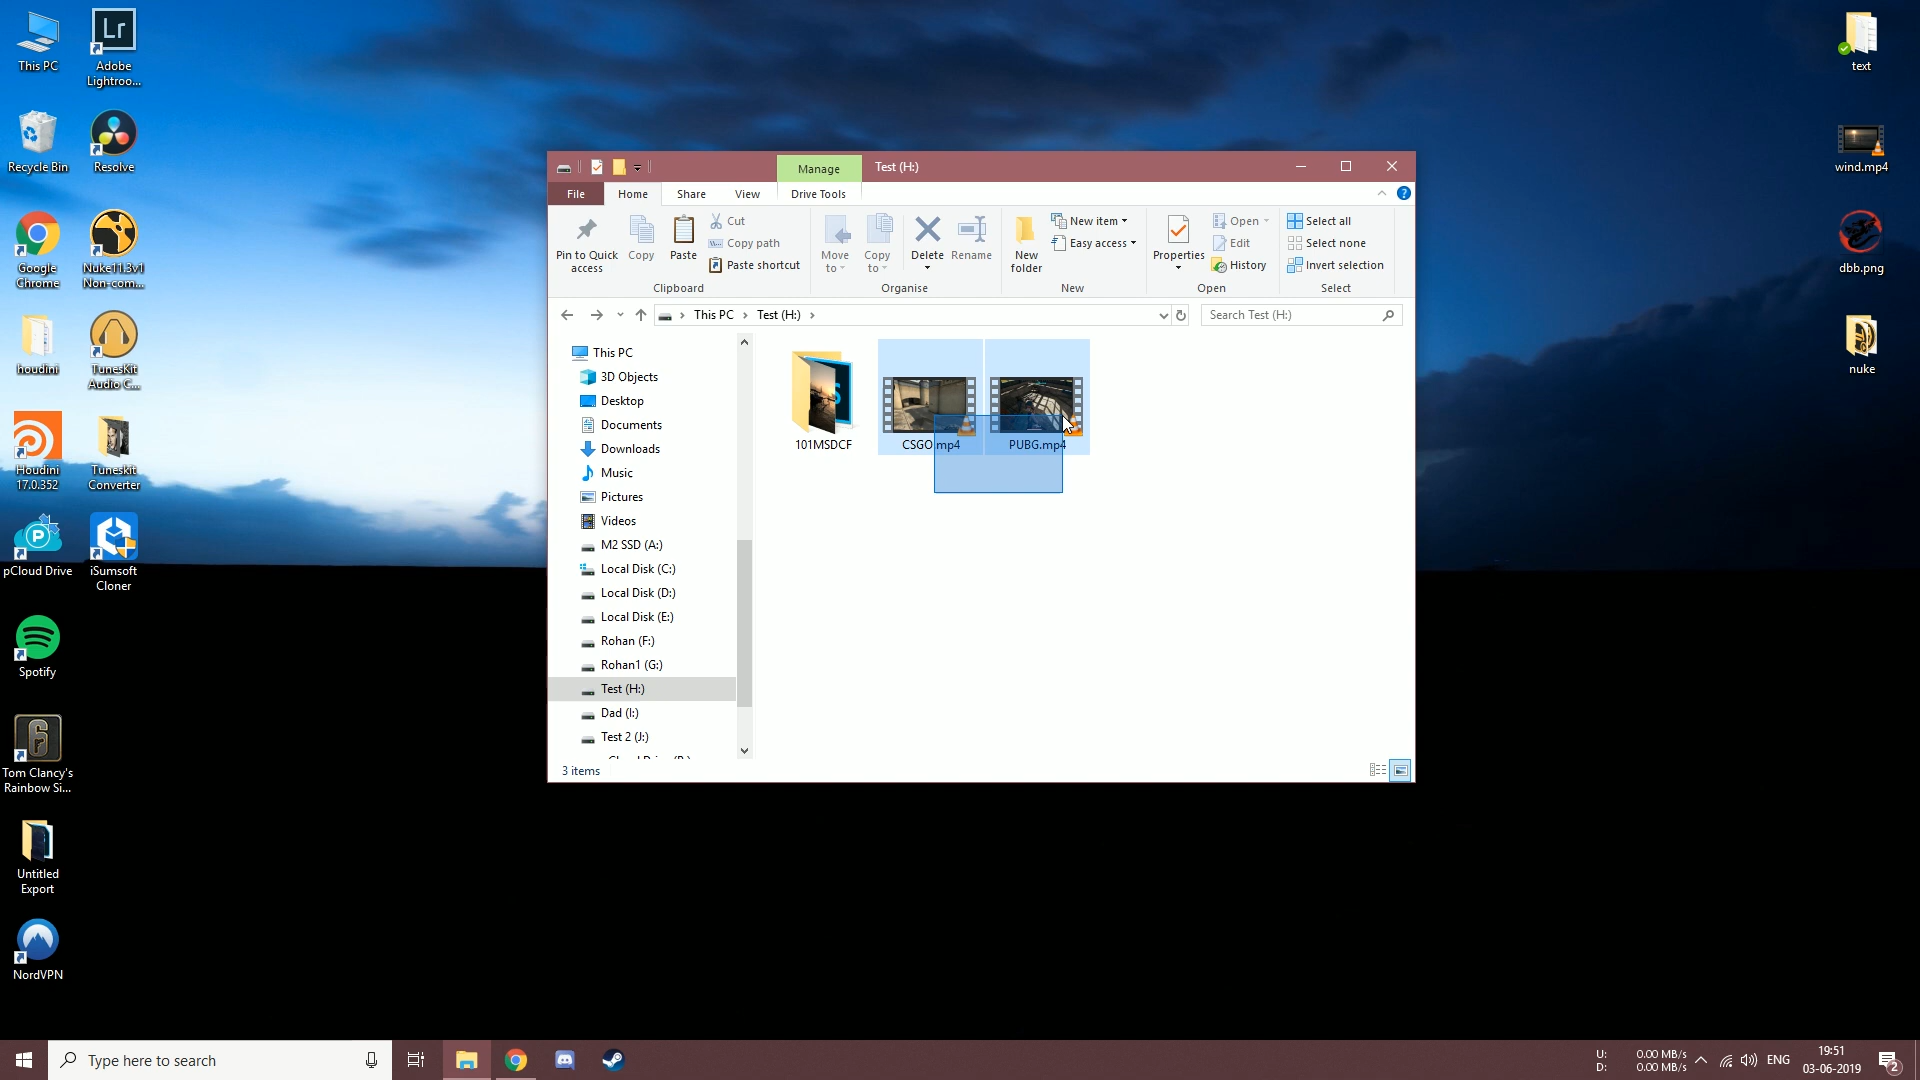 This PC
Lr
Adobe
Lightroo...
Recycle Bin
Resolve
Google
Chrome
Nuke11.3v1
Non-com...
houdini
TunesKit
Audio C...
Houdini
17.0.352
Tuneskit
Converter
pCloud Drive
iSumsoft
Cloner
Spotify
Tom Clancy's
Rainbow Si...
Untitled
Export
NordVPN
text
wind.mp4
dbb.png
nuke
Manage
Test (H:)
File
Home
Share
View
Drive Tools
Pin to Quick
access
Copy
Paste
Cut
Copy path
Paste shortcut
Clipboard
Move
to
Copy
to
Delete
Rename
Organise
New
folder
New item
Easy access
New
Properties
Open
Edit
History
Open
Select all
Select none
Invert selection
Select
This PC > Test (H:) >
Search Test (H:)
This PC
3D Objects
Desktop
Documents
Downloads
Music
Pictures
Videos
M2 SSD (A:)
Local Disk (C:)
Local Disk (D:)
Local Disk (E:)
Rohan (F:)
Rohan1 (G:)
Test (H:)
Dad (I:)
Test 2 (J:)
101MSDCF
CSGO.mp4
PUBG.mp4
3 items
Type here to search
U: 0.00 MB/s
D: 0.00 MB/s
ENG
19:51
03-06-2019
2